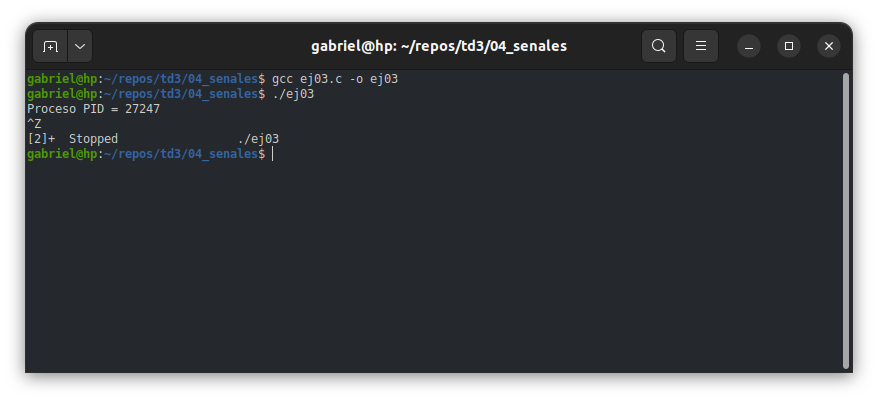 gabriel@hp: ~/repos/td3/04_senales
gabriel@hp:~/repos/td3/04_senales$ gcc ej03.c -o ej03
gabriel@hp:~/repos/td3/04_senales$ ./ej03
Proceso PID = 27247
^Z
[2]+  Stopped                 ./ej03
gabriel@hp:~/repos/td3/04_senales$